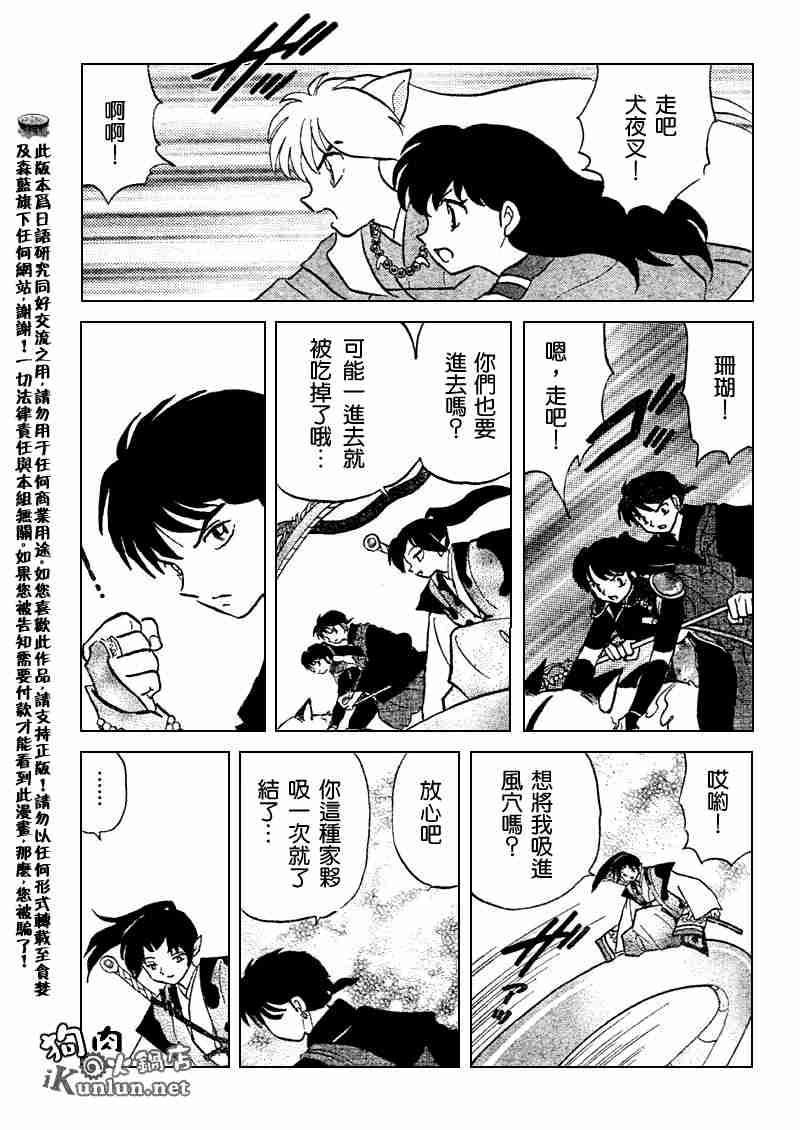 走吧
犬夜叉！
啊啊！
珊瑚！
嗯，走吧！
你們也要
進去嗎？
可能一進去就
被吃掉了哦…
…
哎喲！
想將我吸進
風穴嗎？
放心吧
你這種家夥
吸一次就了
結了…
……
此版本爲日語研究同好交流之用，請勿用于任何商業用途。如您喜歡此作品，請支持正版！請勿以任何形式轉載至貪婪
及森藍旗下任何網站，謝謝！一切法律責任與本組無關。如果您被告知需要付款才能看到此漫畫，那麽，您被騙了！
狗肉
火鍋店
iKunlun.net